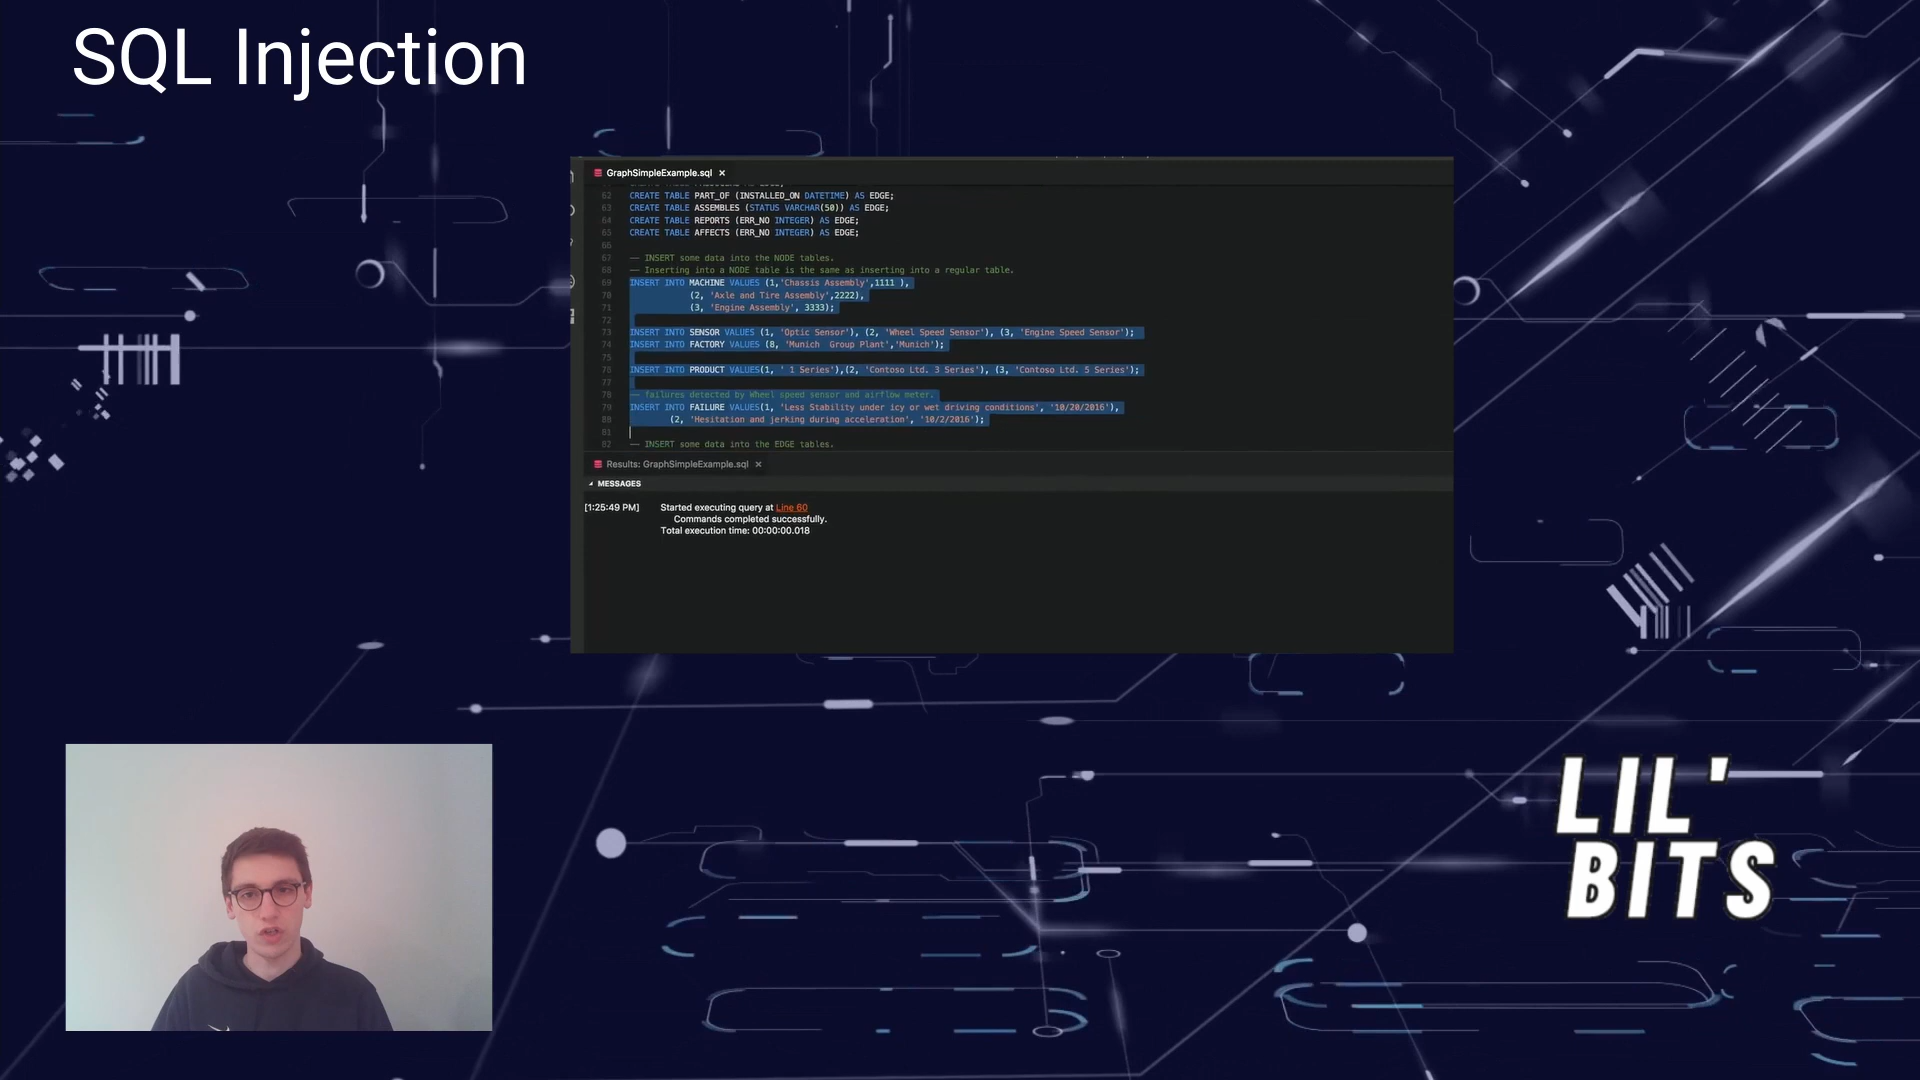 SQL Injection
GraphSimpleExample.sql
62 CREATE TABLE PART_OF (INSTALLED_ON DATETIME) AS EDGE;
63 CREATE TABLE ASSEMBLES (STATUS VARCHAR(50)) AS EDGE;
64 CREATE TABLE REPORTS (ERR_NO INTEGER) AS EDGE;
65 CREATE TABLE AFFECTS (ERR_NO INTEGER) AS EDGE;
66
67 -- INSERT some data into the NODE tables.
68 -- Inserting into a NODE table is the same as inserting into a regular table.
69 INSERT INTO MACHINE VALUES (1,'Chassis Assembly',1111 ),
70 (2, 'Axle and Tire Assembly',2222),
71 (3, 'Engine Assembly', 3333);
72
73 INSERT INTO SENSOR VALUES (1, 'Optic Sensor'), (2, 'Wheel Speed Sensor'), (3, 'Engine Speed Sensor');
74 INSERT INTO FACTORY VALUES (8, 'Munich  Group Plant','Munich');
75
76 INSERT INTO PRODUCT VALUES(1, ' 1 Series'),(2, 'Contoso Ltd. 3 Series'), (3, 'Contoso Ltd. 5 Series');
77
78 -- failures detected by Wheel speed sensor and airflow meter.
79 INSERT INTO FAILURE VALUES(1, 'Less Stability under icy or wet driving conditions', '10/20/2016'),
80 (2, 'Hesitation and jerking during acceleration', '10/2/2016');
81
82 -- INSERT some data into the EDGE tables.
Results: GraphSimpleExample.sql
MESSAGES
[1:25:49 PM] Started executing query at Line 60
Commands completed successfully.
Total execution time: 00:00:00.018
LIL'
BITS